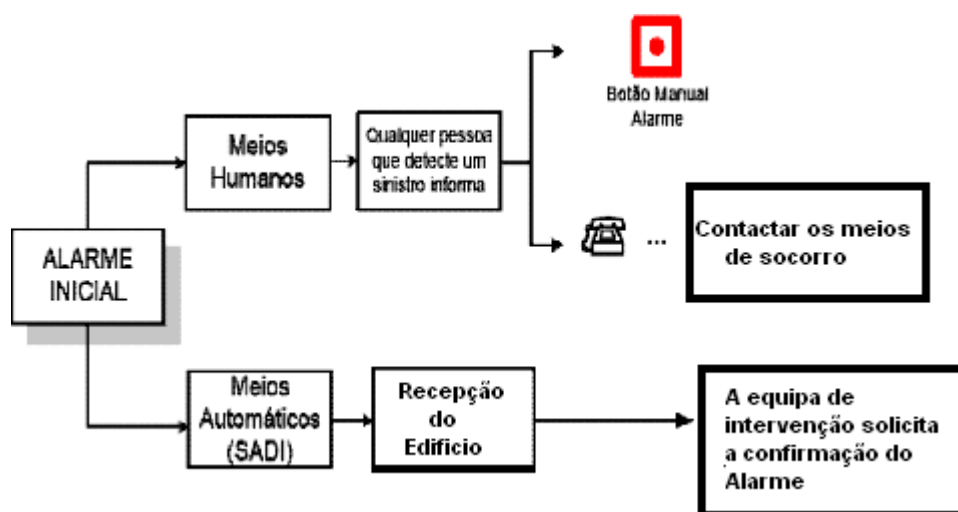 Botão Manual
Alarme
Meios
Humanos
Qualquer pessoa
que detecte um
sinistro informa
...
Contactar os meios
de socorro
ALARME
INICIAL
Meios
Automáticos
(SADI)
Recepção
do
Edificio
A equipa de
intervenção solicita
a confirmação do
Alarme